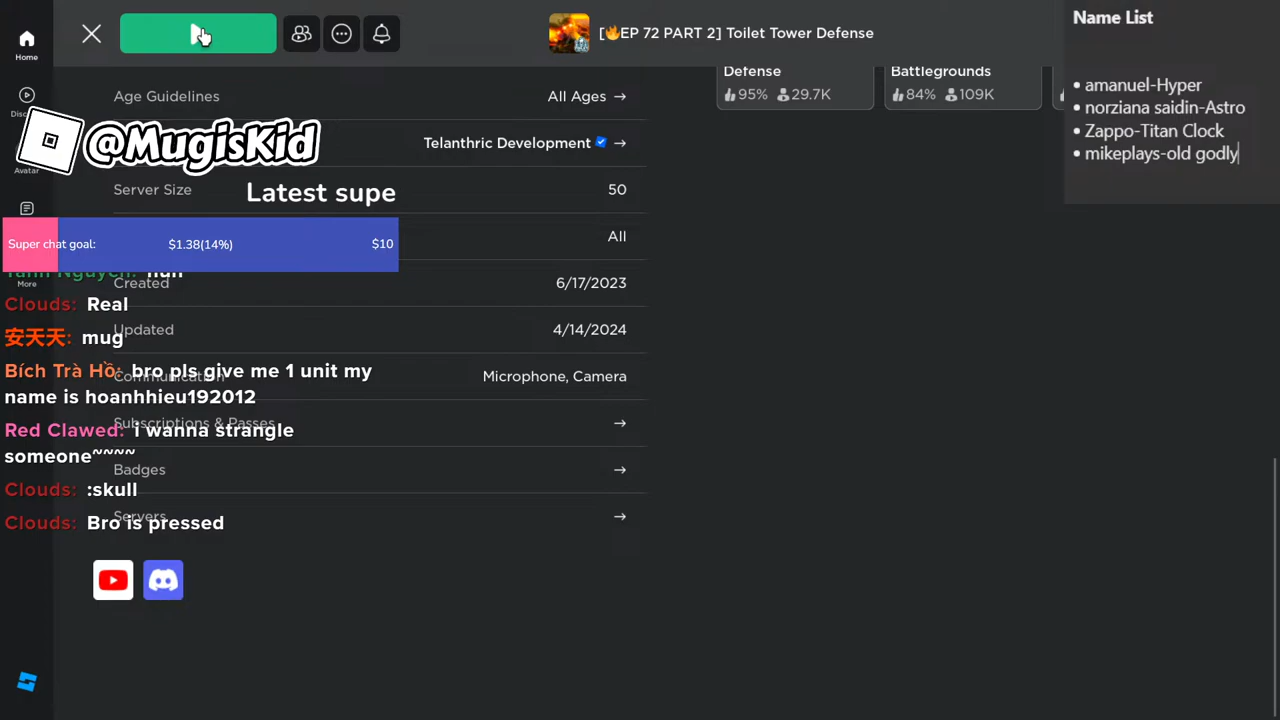 Home
[🔥EP 72 PART 2] Toilet Tower Defense
Name List
• amanuel-Hyper
• norziana saidin-Astro
• Zappo-Titan Clock
• mikeplays-old godly
Defense
95% 29.7K
Battlegrounds
84% 109K
Age Guidelines All Ages →
@MugisKid
Telanthric Development →
Avatar
Server Size 50
Latest supe
All
Super chat goal: $1.38(14%) $10
More
Created 6/17/2023
Clouds: Real
Updated 4/14/2024
安天天: mug
Communication Microphone, Camera
Bích Trà Hồ: bro pls give me 1 unit my
name is hoanhhieu192012
Subscriptions & Passes →
Red Clawed: i wanna strangle
someone~~~~
Badges →
Clouds: :skull
Servers →
Clouds: Bro is pressed